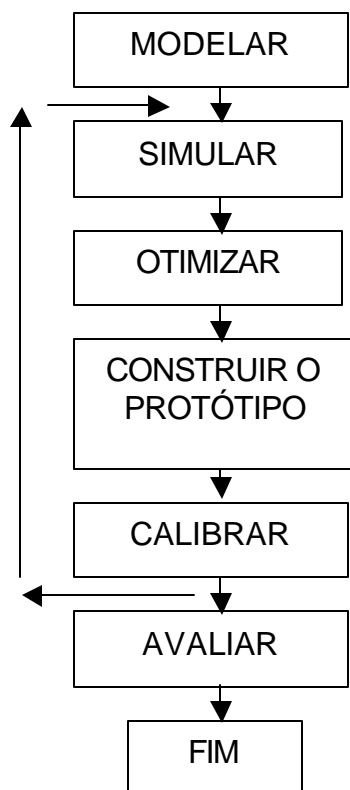 MODELAR
SIMULAR
OTIMIZAR
CONSTRUIR O
PROTÓTIPO
CALIBRAR
AVALIAR
FIM